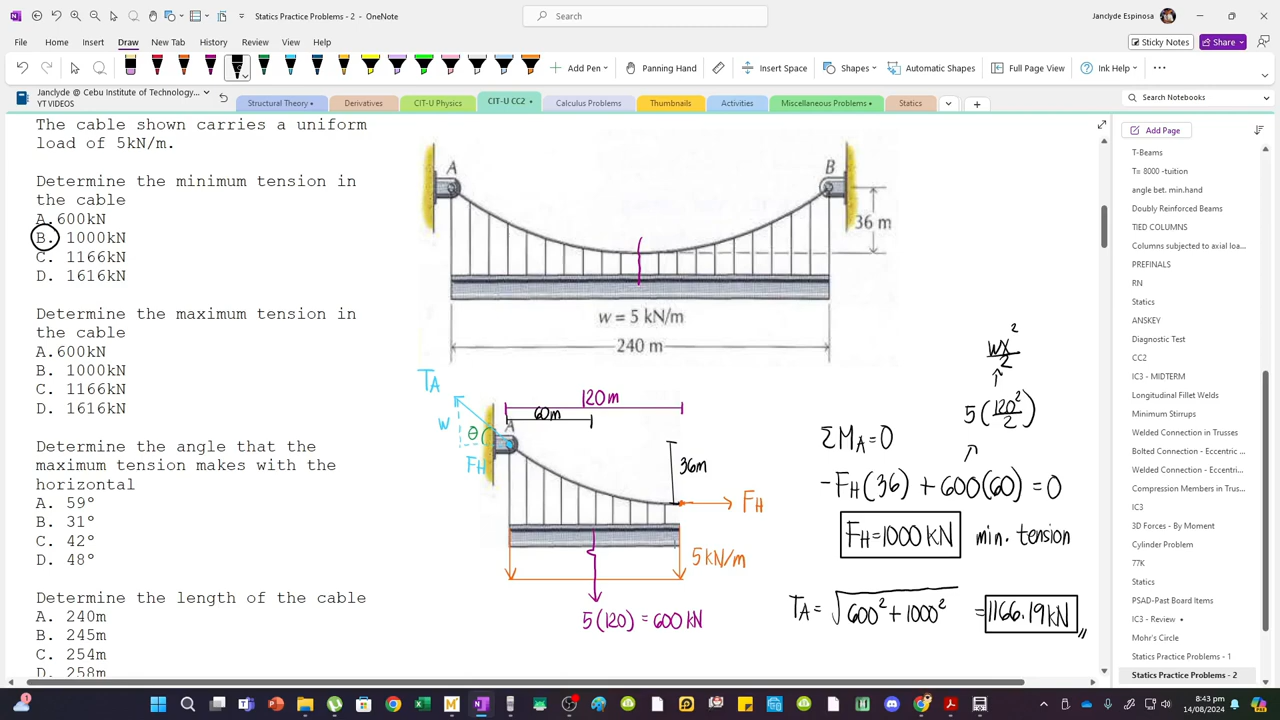 Statics Practice Problems - 2 - OneNote
Search
Janclyde Espinosa
File Home Insert Draw New Tab History Review View Help
Sticky Notes
Share
Add Pen
Panning Hand
Insert Space
Shapes
Automatic Shapes
Full Page View
Ink Help
Janclyde @ Cebu Institute of Technology...
YT VIDEOS
Structural Theory
Derivatives
CIT-U Physics
CIT-U CC2
Calculus Problems
Thumbnails
Activities
Miscellaneous Problems
Statics
Search Notebooks
The cable shown carries a uniform
load of 5kN/m.
Determine the minimum tension in
the cable
A.600kN
B. 1000kN
C. 1166kN
D. 1616kN
Determine the maximum tension in
the cable
A.600kN
B. 1000kN
C. 1166kN
D. 1616kN
Determine the angle that the
maximum tension makes with the
horizontal
A. 59°
B. 31°
C. 42°
D. 48°
Determine the length of the cable
A. 240m
B. 245m
C. 254m
D. 258m
A
B
36 m
w = 5 kN/m
240 m
TA
W
θ
FH
120m
60m
A
36m
FH
5 kN/m
5(120) = 600 KN
WX²/2
5(120²/2)
ΣMA=0
-FH(36) + 600(60) = 0
FH=1000 KN min. tension
TA = √600² + 1000² = 1166.19 KN
Add Page
T-Beams
T= 8000 -tuition
angle bet. min.hand
Doubly Reinforced Beams
TIED COLUMNS
Columns subjected to axial loa...
PREFINALS
RN
Statics
ANSKEY
Diagnostic Test
CC2
IC3 - MIDTERM
Longitudinal Fillet Welds
Minimum Stirrups
Welded Connection in Trusses
Bolted Connection - Eccentric ...
Welded Connection - Eccentric...
Compression Members in Trus...
IC3
3D Forces - By Moment
Cylinder Problem
77K
Statics
PSAD-Past Board Items
IC3 - Review
Mohr's Circle
Statics Practice Problems - 1
Statics Practice Problems - 2
8:43 pm
14/08/2024